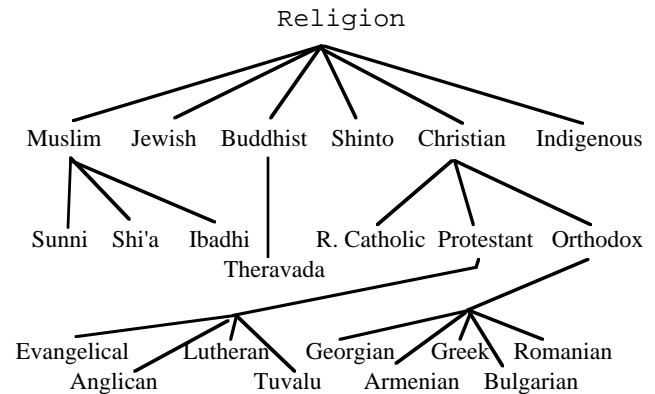 Religion
Muslim Jewish Buddhist Shinto Christian Indigenous
Sunni Shi'a Ibadhi R. Catholic Protestant Orthodox
Theravada
Evangelical Lutheran Georgian Greek Romanian
Anglican Tuvalu Armenian Bulgarian